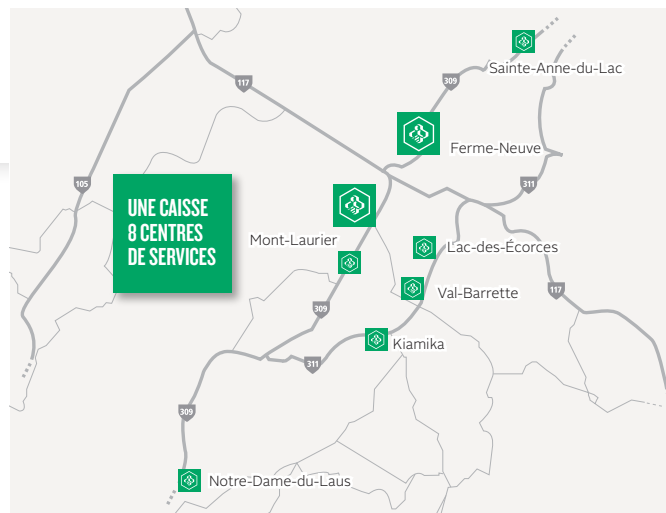 Sainte-Anne-du-Lac
309
117
Ferme-Neuve
105
311
UNE CAISSE
8 CENTRES
DE SERVICES
Mont-Laurier
Lac-des-Écorces
Val-Barrette
117
309
Kiamika
311
309
Notre-Dame-du-Laus